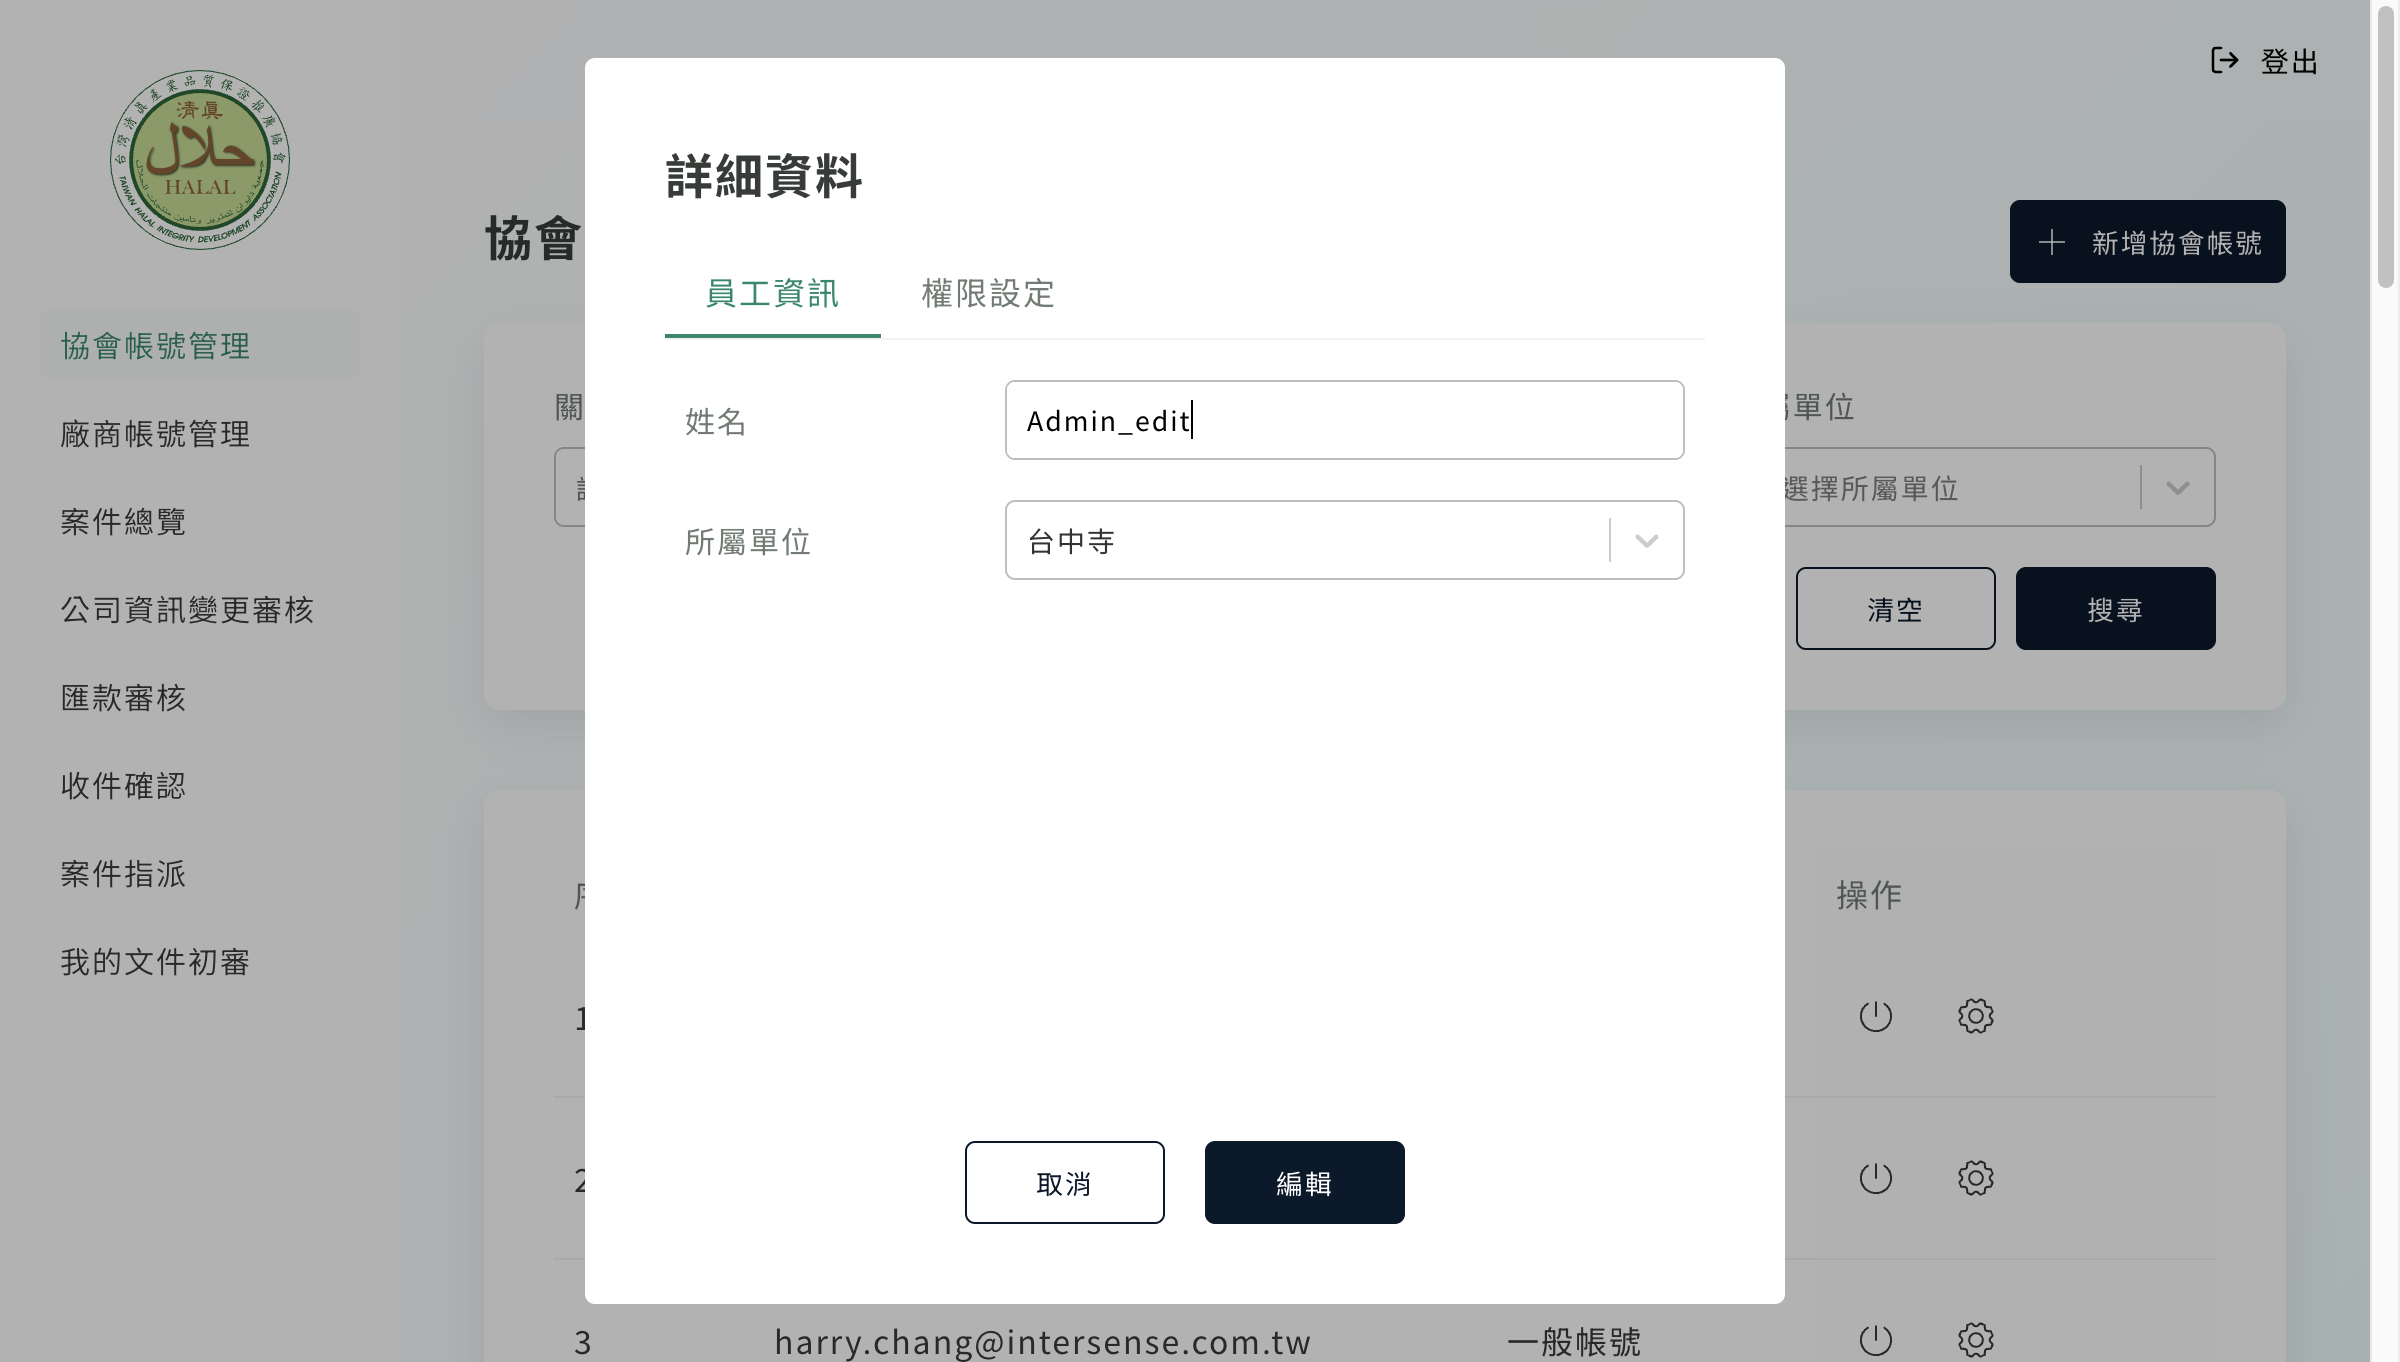 台灣清真產業品質保證推廣協會
清真
حلال
HALAL
TAIWAN HALAL INTEGRITY DEVELOPMENT ASSOCIATION
登出
協會
新增協會帳號
協會帳號管理
廠商帳號管理
案件總覽
公司資訊變更審核
匯款審核
收件確認
案件指派
我的文件初審
詳細資料
員工資訊
權限設定
姓名
Admin_edit
所屬單位
台中寺
取消
編輯
關
單位
選擇所屬單位
清空
搜尋
操作
1
2
3 harry.chang@intersense.com.tw 一般帳號